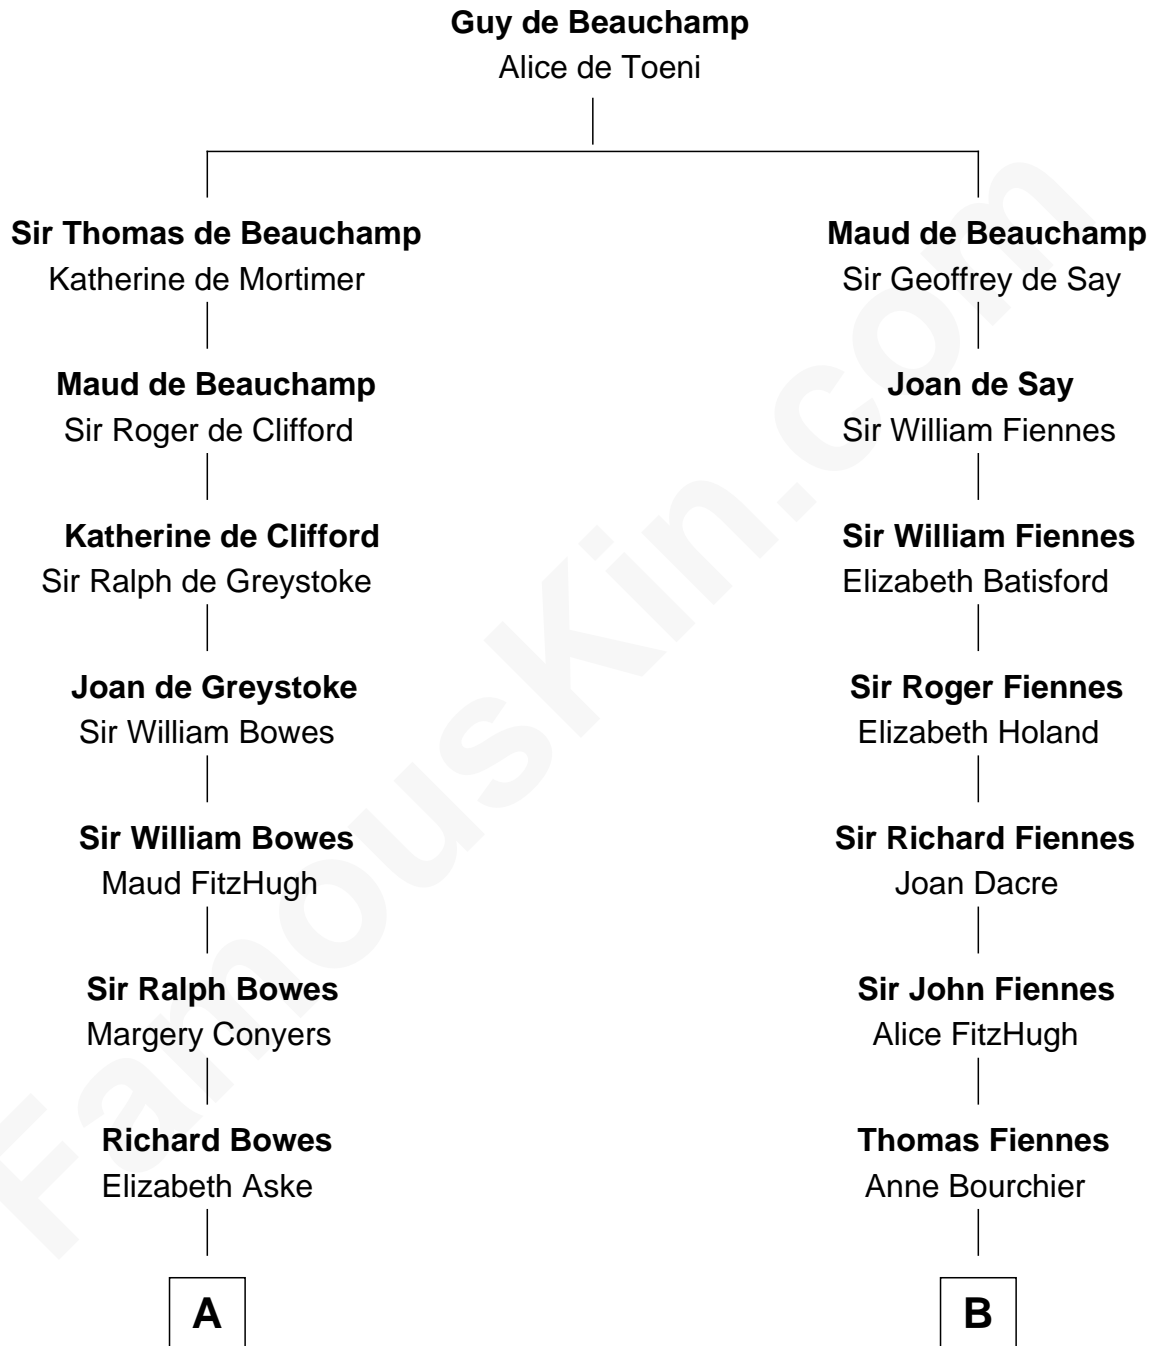 Guy de Beauchamp
Alice de Toeni
Sir Thomas de Beauchamp
Katherine de Mortimer
Maud de Beauchamp
Sir Geoffrey de Say
Maud de Beauchamp
Sir Roger de Clifford
Joan de Say
Sir William Fiennes
Katherine de Clifford
Sir Ralph de Greystoke
Sir William Fiennes
Elizabeth Batisford
Joan de Greystoke
Sir William Bowes
Sir Roger Fiennes
Elizabeth Holand
Sir William Bowes
Maud FitzHugh
Sir Richard Fiennes
Joan Dacre
Sir Ralph Bowes
Margery Conyers
Sir John Fiennes
Alice FitzHugh
Richard Bowes
Elizabeth Aske
Thomas Fiennes
Anne Bourchier
A
B
FamousKin.com